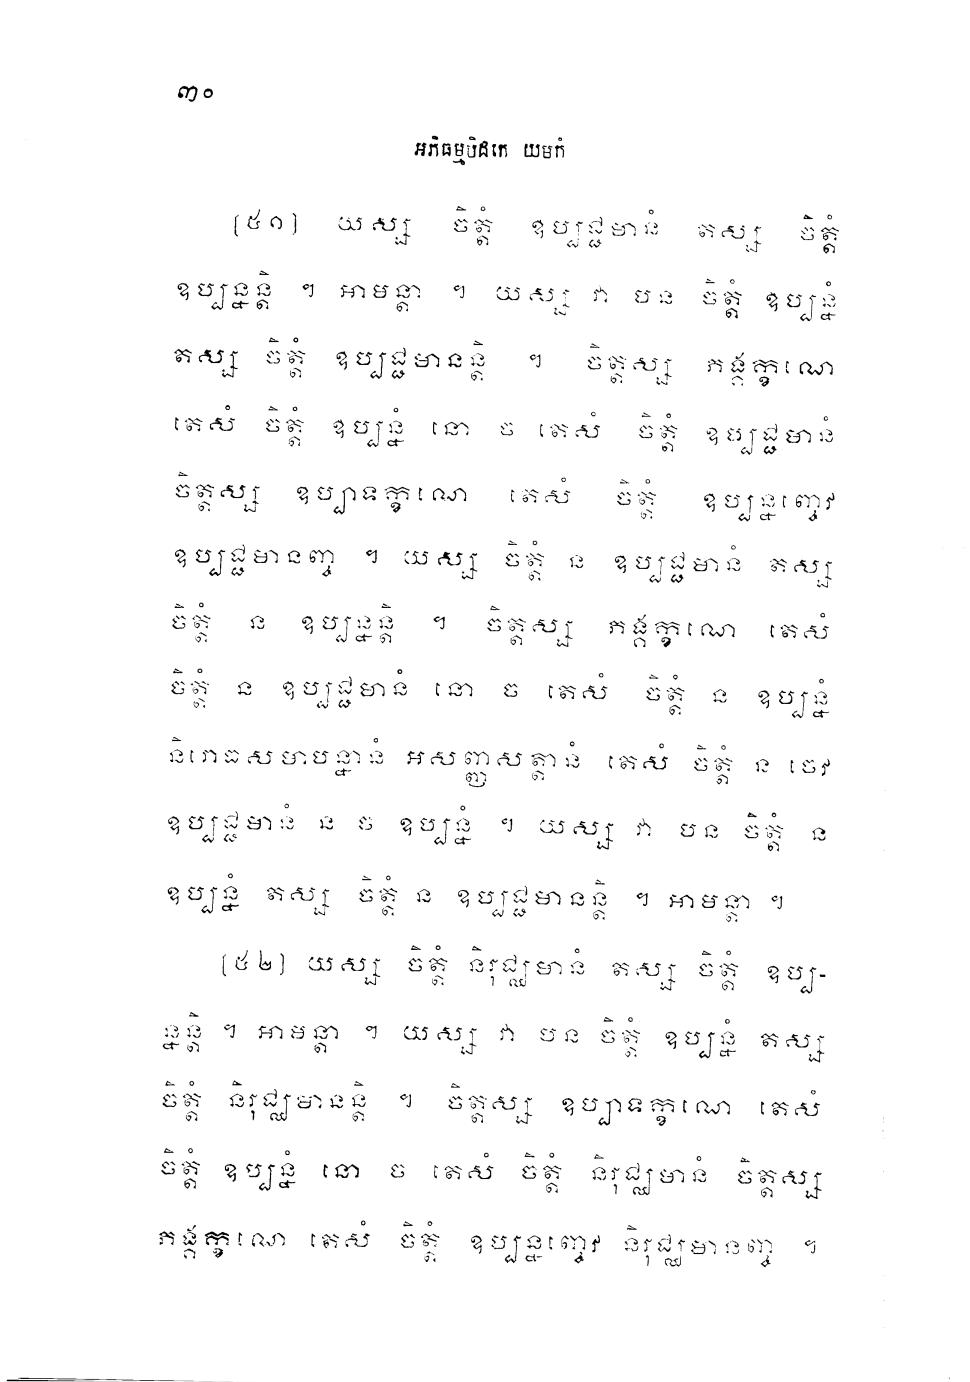 ៣០
អភិធម្មបិដកេ យមកំ
[៥១] យស្ស ចិត្តំ ឧប្បជ្ជមានំ តស្ស ចិត្តំ
ឧប្បន្នន្តិ ។ អាមន្តា ។ យស្ស វា បន ចិត្តំ ឧប្បន្នំ
តស្ស ចិត្តំ ឧប្បជ្ជមានន្តិ ។ ចិត្តស្ស ភង្គក្ខណេ
តេសំ ចិត្តំ ឧប្បន្នំ នោ ច តេសំ ចិត្តំ ឧប្បជ្ជមានំ
ចិត្តស្ស ឧប្បាទក្ខណេ តេសំ ចិត្តំ ឧប្បន្នញ្ចេវ
ឧប្បជ្ជមានញ្ច ។ យស្ស ចិត្តំ ន ឧប្បជ្ជមានំ តស្ស
ចិត្តំ ន ឧប្បន្នន្តិ ។ ចិត្តស្ស ភង្គក្ខណេ តេសំ
ចិត្តំ ន ឧប្បជ្ជមានំ នោ ច តេសំ ចិត្តំ ន ឧប្បន្នំ
និរោធសមាបន្នានំ អសញ្ញសត្តានំ តេសំ ចិត្តំ ន ចេវ
ឧប្បជ្ជមានំ ន ច ឧប្បន្នំ ។ យស្ស វា បន ចិត្តំ ន
ឧប្បន្នំ តស្ស ចិត្តំ ន ឧប្បជ្ជមានន្តិ ។ អាមន្តា ។
[៥២] យស្ស ចិត្តំ និរុជ្ឈមានំ តស្ស ចិត្តំ ឧប្ប-
ន្នន្តិ ។ អាមន្តា ។ យស្ស វា បន ចិត្តំ ឧប្បន្នំ តស្ស
ចិត្តំ និរុជ្ឈមានន្តិ ។ ចិត្តស្ស ឧប្បាទក្ខណេ តេសំ
ចិត្តំ ឧប្បន្នំ នោ ច តេសំ ចិត្តំ និរុជ្ឈមានំ ចិត្តស្ស
ភង្គក្ខណេ តេសំ ចិត្តំ ឧប្បន្នញ្ចេវ និរុជ្ឈមានញ្ច ។